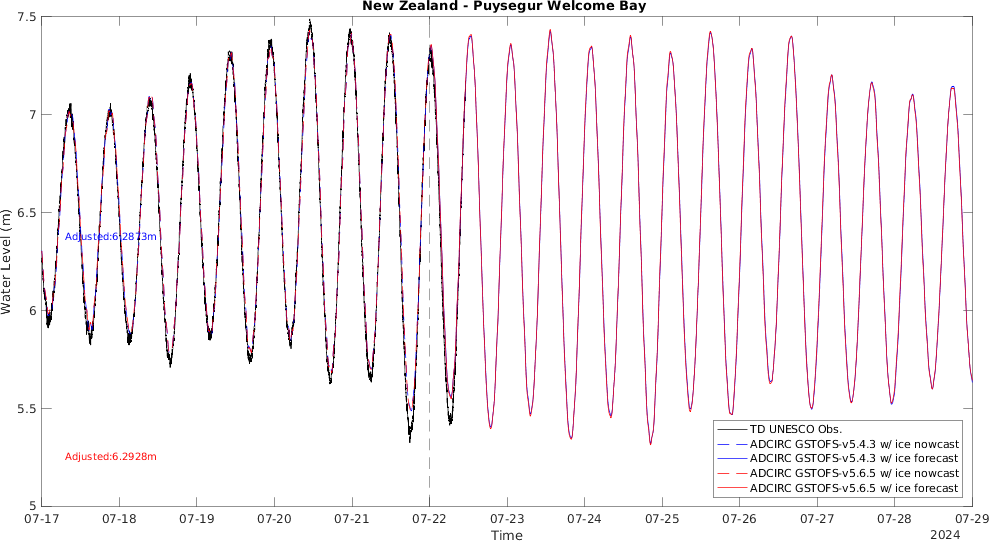 New Zealand - Puysegur Welcome Bay
Water Level (m)
7.5
7
6.5
6
5.5
5
Adjusted:6.2873m
Adjusted:6.2928m
TD UNESCO Obs.
ADCIRC GSTOFS-v5.4.3 w/ ice nowcast
ADCIRC GSTOFS-v5.4.3 w/ ice forecast
ADCIRC GSTOFS-v5.6.5 w/ ice nowcast
ADCIRC GSTOFS-v5.6.5 w/ ice forecast
07-17 07-18 07-19 07-20 07-21 07-22 07-23 07-24 07-25 07-26 07-27 07-28 07-29
Time
2024